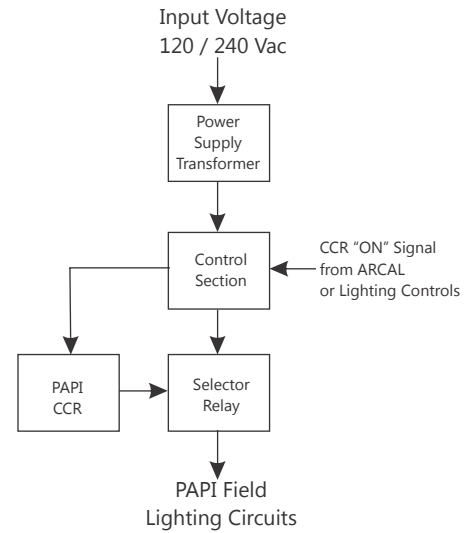 Input Voltage
120 / 240 Vac
Power
Supply
Transformer
Control
Section
CCR “ON” Signal
from ARCAL
or Lighting Controls
PAPI
CCR
Selector
Relay
PAPI Field
Lighting Circuits